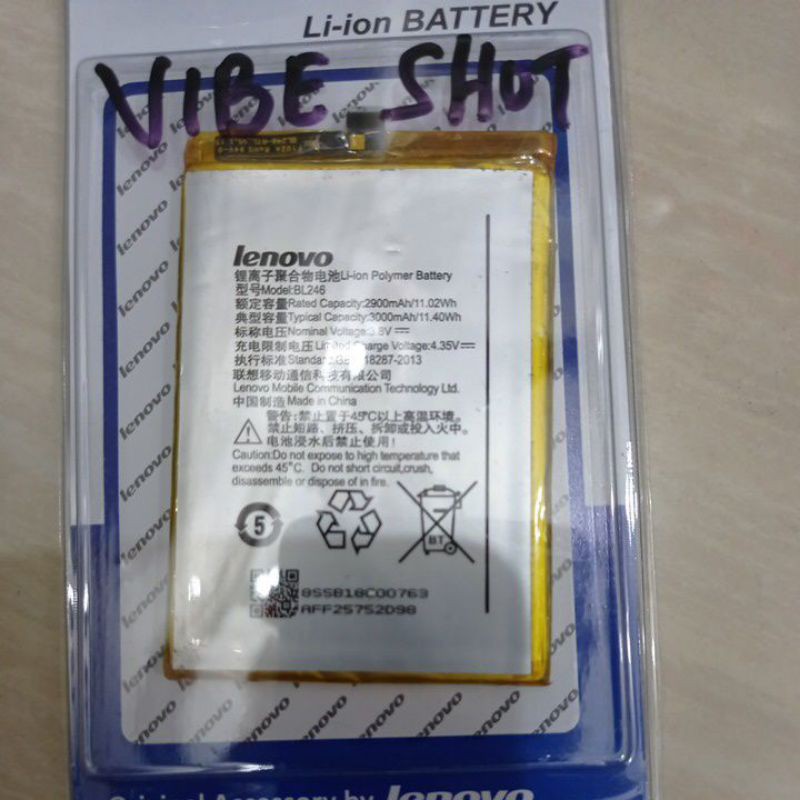 Li-ion BATTERY
VIBE SHOT
lenovo
锂离子聚合物电池Li-ion Polymer Battery
型号Model:BL246
额定容量Rated Capacity:2900mAh/11.02Wh
典型容量Typical Capacity:3000mAh/11.40Wh
标称电压Nominal Voltage:3.8V
充电限制电压Limited Charge Voltage:4.35V
执行标准Standard: 18287-2013
联想移动通信科技有限公司
Lenovo Mobile Communication Technology Ltd.
中国制造Made in China
警告:禁止置于45℃以上高温环境。
禁止短路、挤压、拆卸或投入火中。
电池浸水后禁止使用!
Caution:Do not expose to high temperature that
exceeds 45°C. Do not short circuit,crush,
disassemble or dispose of in fire.
5
BT
8SSB18C00763
AFF25752D98
Original Accessory by lenovo